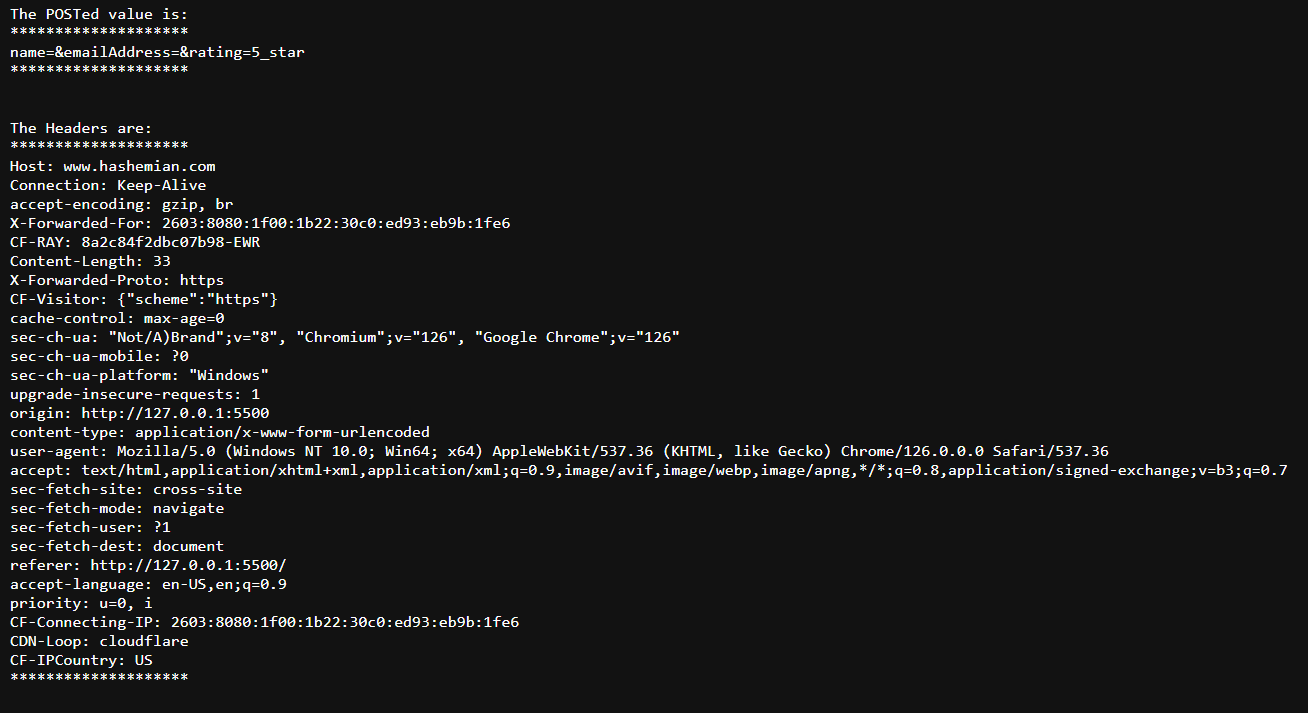 The POSTed value is:
********************
name=&emailAddress=&rating=5_star
********************
The Headers are:
********************
Host: www.hashemian.com
Connection: Keep-Alive
accept-encoding: gzip, br
X-Forwarded-For: 2603:8080:1f00:1b22:30c0:ed93:eb9b:1fe6
CF-RAY: 8a2c84f2dbc07b98-EWR
Content-Length: 33
X-Forwarded-Proto: https
CF-Visitor: {"scheme":"https"}
cache-control: max-age=0
sec-ch-ua: "Not/A)Brand";v="8", "Chromium";v="126", "Google Chrome";v="126"
sec-ch-ua-mobile: ?0
sec-ch-ua-platform: "Windows"
upgrade-insecure-requests: 1
origin: http://127.0.0.1:5500
content-type: application/x-www-form-urlencoded
user-agent: Mozilla/5.0 (Windows NT 10.0; Win64; x64) AppleWebKit/537.36 (KHTML, like Gecko) Chrome/126.0.0.0 Safari/537.36
accept: text/html,application/xhtml+xml,application/xml;q=0.9,image/avif,image/webp,image/apng,*/*;q=0.8,application/signed-exchange;v=b3;q=0.7
sec-fetch-site: cross-site
sec-fetch-mode: navigate
sec-fetch-user: ?1
sec-fetch-dest: document
referer: http://127.0.0.1:5500/
accept-language: en-US,en;q=0.9
priority: u=0, i
CF-Connecting-IP: 2603:8080:1f00:1b22:30c0:ed93:eb9b:1fe6
CDN-Loop: cloudflare
CF-IPCountry: US
********************